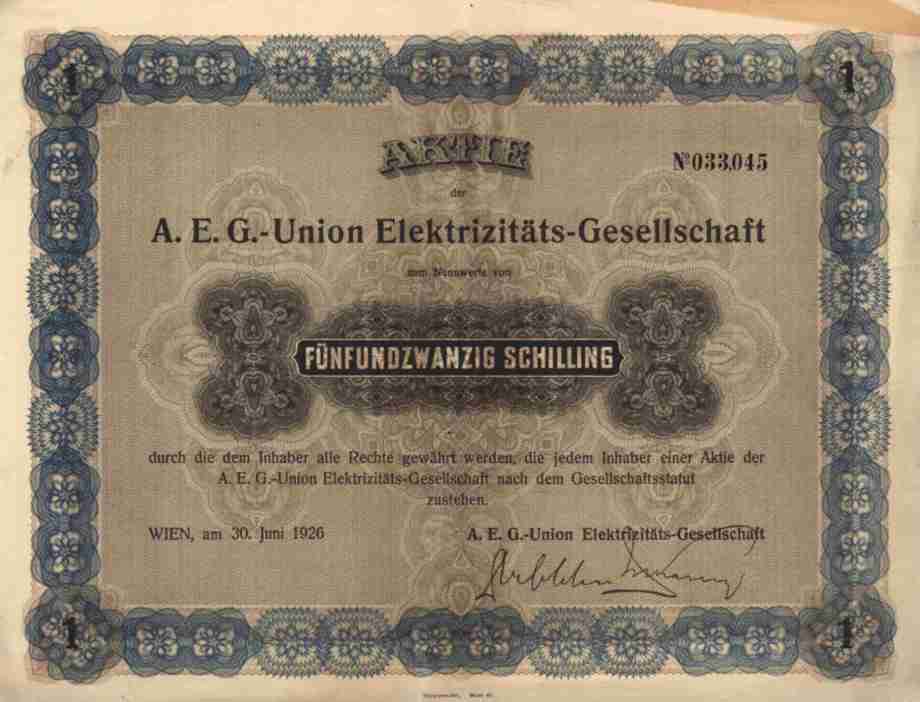 1 1
AKTIE
Nº 033,045
der
A. E. G.-Union Elektrizitäts-Gesellschaft
zum Nennwerte von
FÜNFUNDZWANZIG SCHILLING
durch die dem Inhaber alle Rechte gewährt werden, die jedem Inhaber einer Aktie der
A. E. G.-Union Elektrizitäts-Gesellschaft nach dem Gesellschaftsstatut
zustehen.
WIEN, am 30. Juni 1926
A. E. G.-Union Elektrizitäts-Gesellschaft
1 1